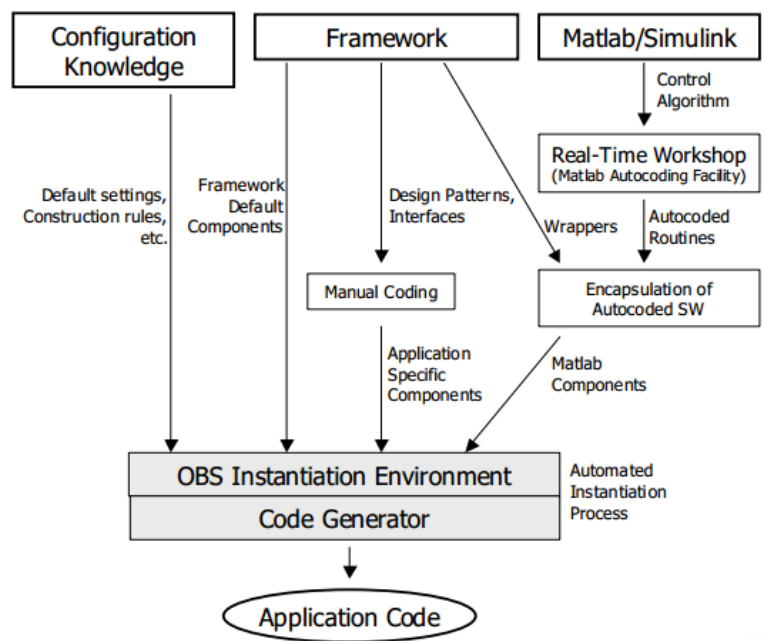 Configuration
Knowledge
Framework
Matlab/Simulink
Control
Algorithm
Real-Time Workshop
(Matlab Autocoding Facility)
Default settings,
Construction rules,
etc.
Framework
Default
Components
Design Patterns,
Interfaces
Wrappers
Autocoded
Routines
Manual Coding
Encapsulation of
Autocoded SW
Application
Specific
Components
Matlab
Components
OBS Instantiation Environment
Code Generator
Automated
Instantiation
Process
Application Code